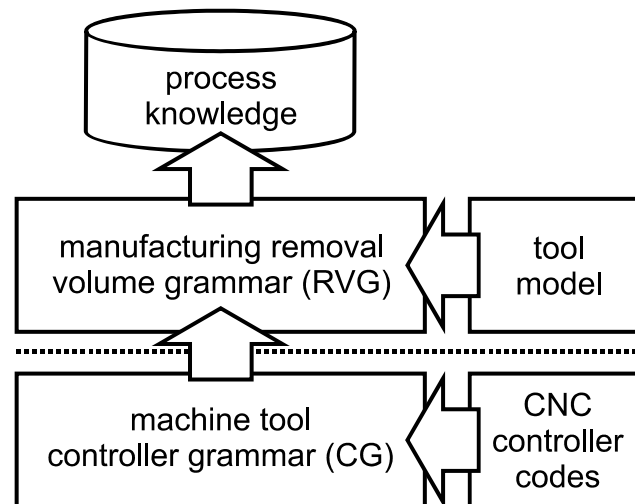 process
knowledge
manufacturing removal
volume grammar (RVG)
tool
model
machine tool
controller grammar (CG)
CNC
controller
codes